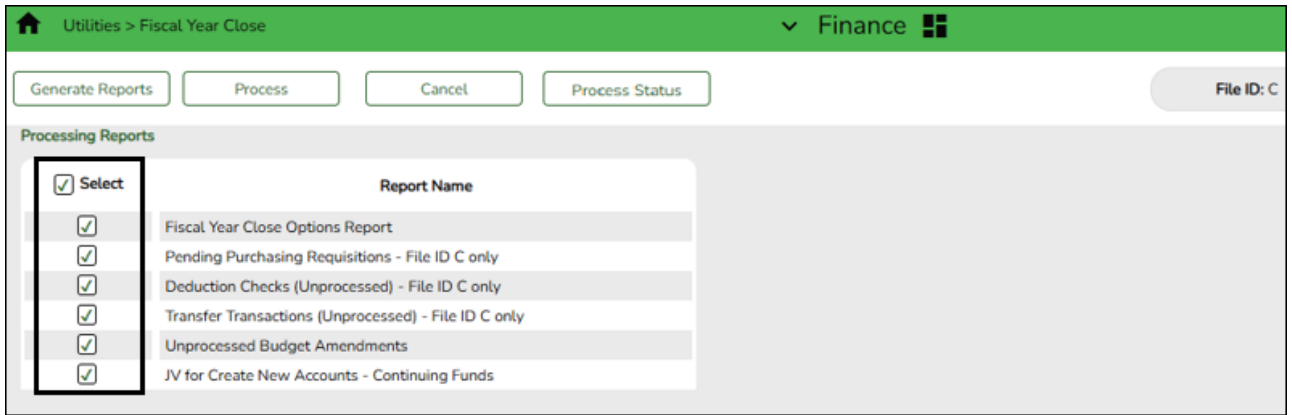 Utilities > Fiscal Year Close
Finance
Generate Reports
Process
Cancel
Process Status
File ID: C
Processing Reports
Select
Report Name
Fiscal Year Close Options Report
Pending Purchasing Requisitions - File ID C only
Deduction Checks (Unprocessed) - File ID C only
Transfer Transactions (Unprocessed) - File ID C only
Unprocessed Budget Amendments
JV for Create New Accounts - Continuing Funds